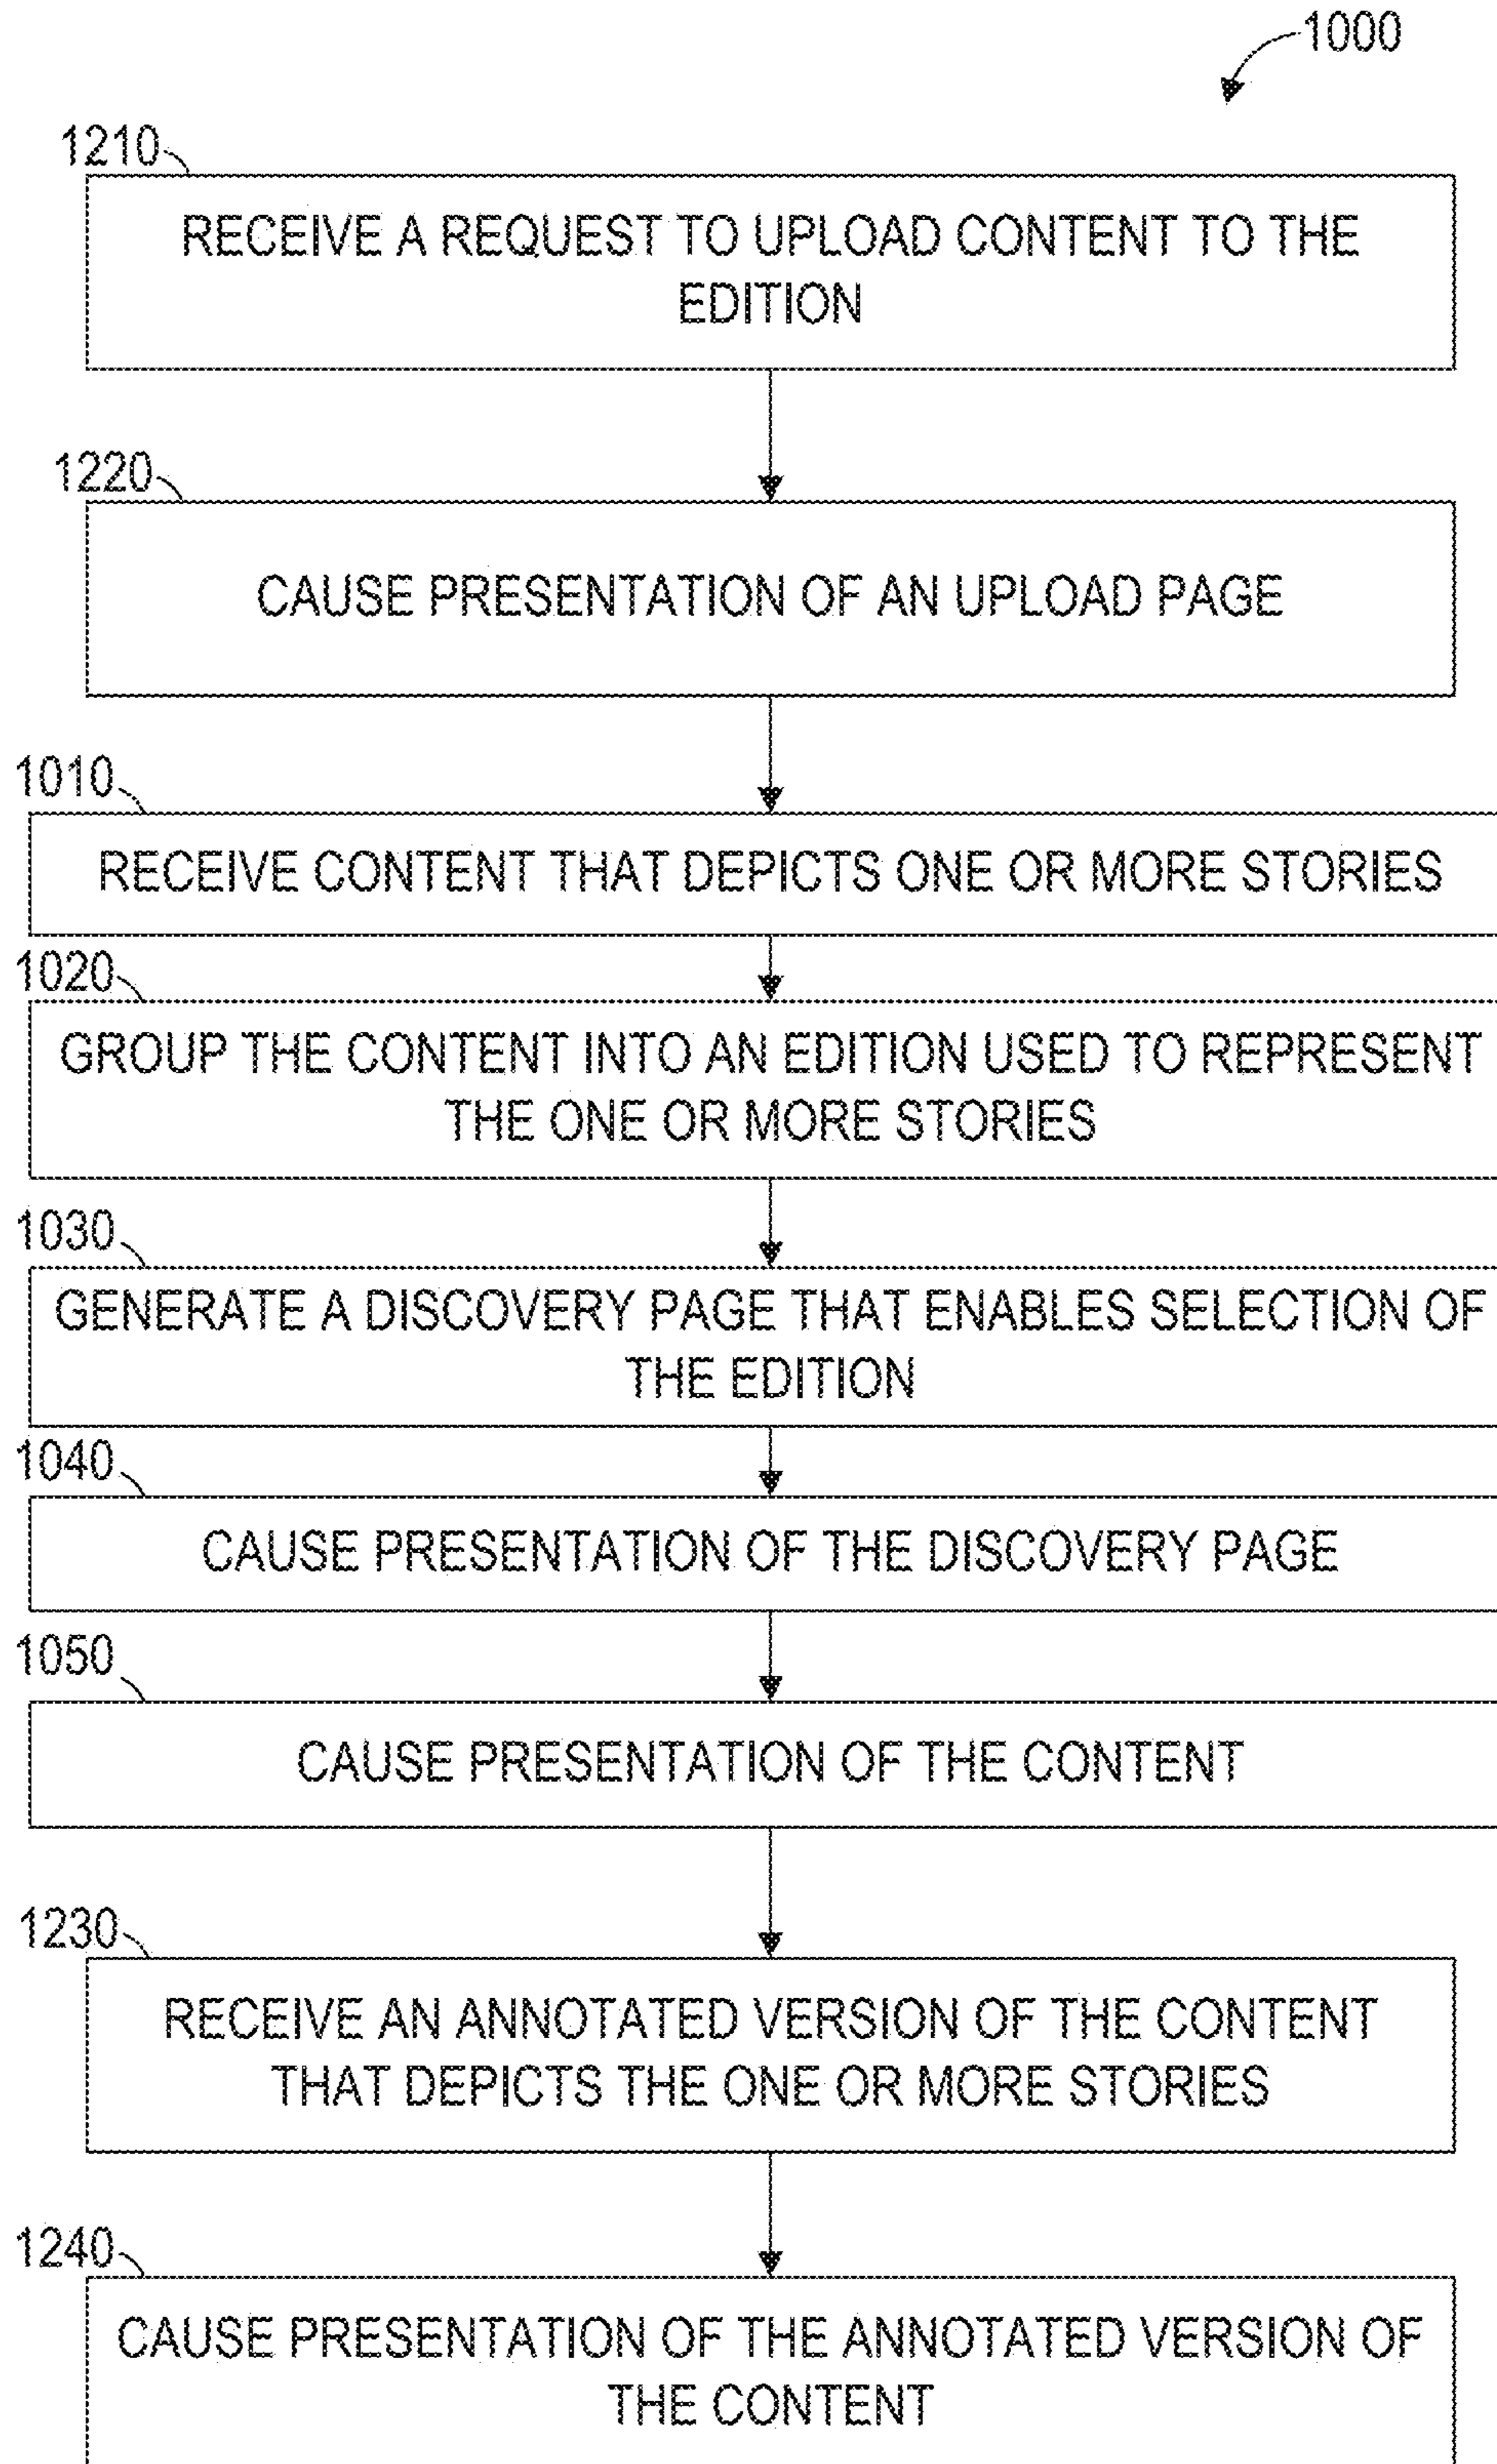 1000
1210
RECEIVE A REQUEST TO UPLOAD CONTENT TO THE
EDITION
1220
CAUSE PRESENTATION OF AN UPLOAD PAGE
1010
RECEIVE CONTENT THAT DEPICTS ONE OR MORE STORIES
1020
GROUP THE CONTENT INTO AN EDITION USED TO REPRESENT
THE ONE OR MORE STORIES
1030
GENERATE A DISCOVERY PAGE THAT ENABLES SELECTION OF
THE EDITION
1040
CAUSE PRESENTATION OF THE DISCOVERY PAGE
1050
CAUSE PRESENTATION OF THE CONTENT
1230
RECEIVE AN ANNOTATED VERSION OF THE CONTENT
THAT DEPICTS THE ONE OR MORE STORIES
1240
CAUSE PRESENTATION OF THE ANNOTATED VERSION OF
THE CONTENT